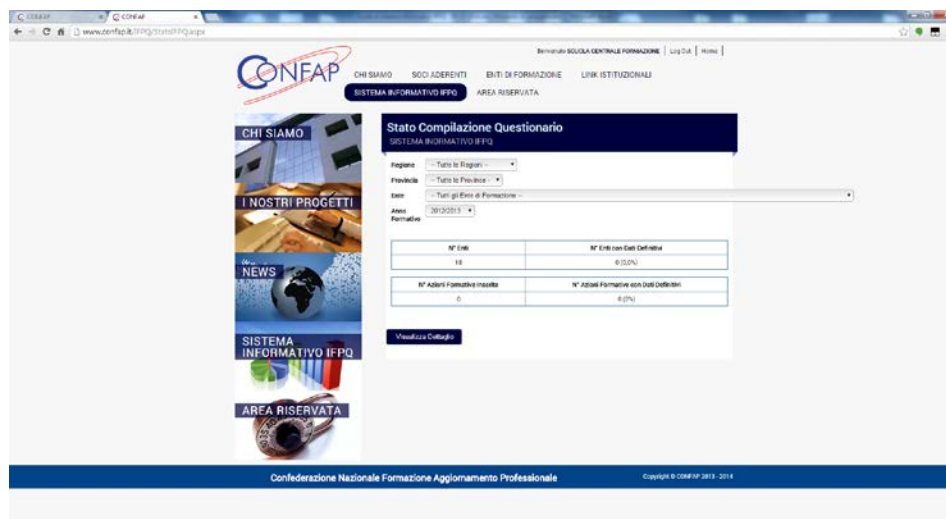 CONFAP
www.confap.it/IFPQ/StatoIFPQ.aspx
Benvenuto SCUOLA CENTRALE FORMAZIONE | Log Out | Home |
CONFAP
CHI SIAMO SOCI ADERENTI ENTI DI FORMAZIONE LINK ISTITUZIONALI
SISTEMA INFORMATIVO IFPQ AREA RISERVATA
CHI SIAMO
I NOSTRI PROGETTI
NEWS
SISTEMA
INFORMATIVO IFPQ
AREA RISERVATA
Stato Compilazione Questionario
SISTEMA INORMATIVO IFPQ
Regione -- Tutte le Regioni --
Provincia -- Tutte le Province --
Ente -- Tutti gli Enti di Formazione --
Anno
Formativo 2012/2013
N° Enti N° Enti con Dati Definitivi
18 0 (0,0%)
N° Azioni Formative Inserite N° Azioni Formative con Dati Definitivi
0 0 (0%)
Visualizza Dettaglio
Confederazione Nazionale Formazione Aggiornamento Professionale
Copyright © CONFAP 2013 - 2014